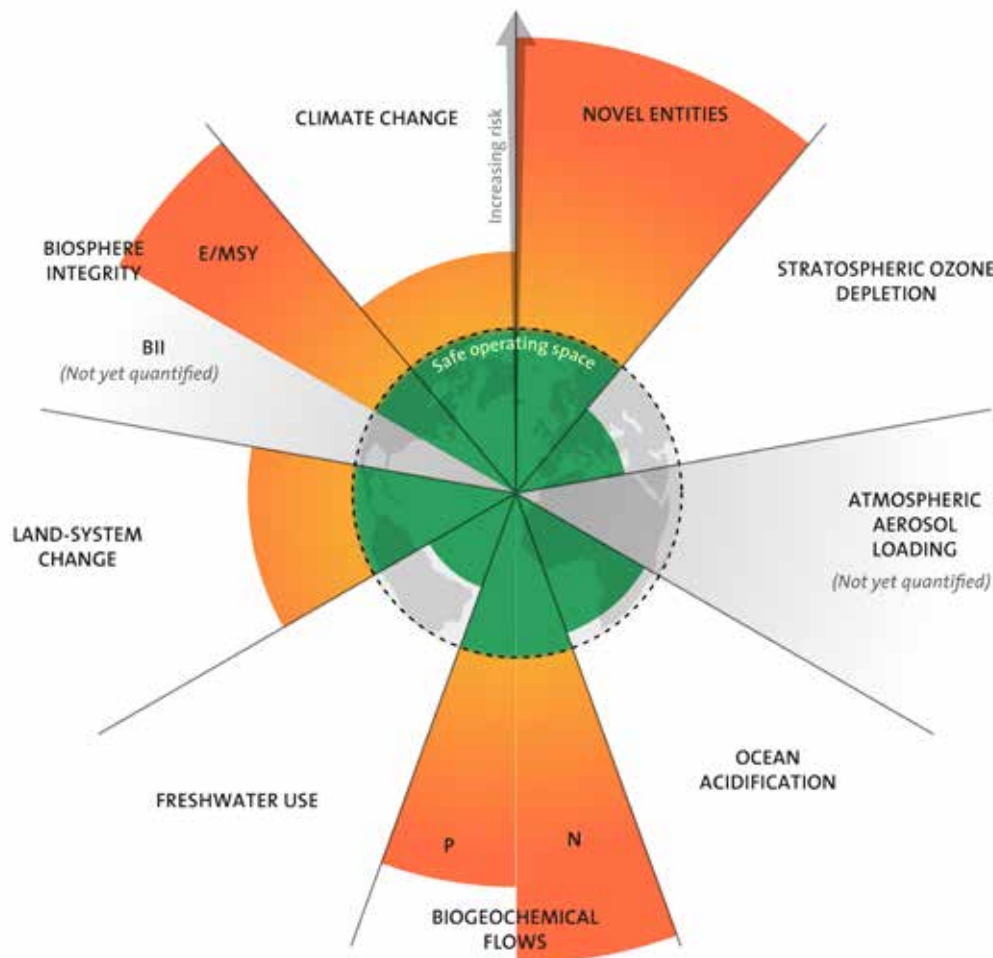 CLIMATE CHANGE
Increasing risk
NOVEL ENTITIES
BIOSPHERE
INTEGRITY
E/MSY
STRATOSPHERIC OZONE
DEPLETION
BII
(Not yet quantified)
Safe operating space
LAND-SYSTEM
CHANGE
ATMOSPHERIC
AEROSOL
LOADING
(Not yet quantified)
FRESHWATER USE
OCEAN
ACIDIFICATION
P
N
BIOGEOCHEMICAL
FLOWS